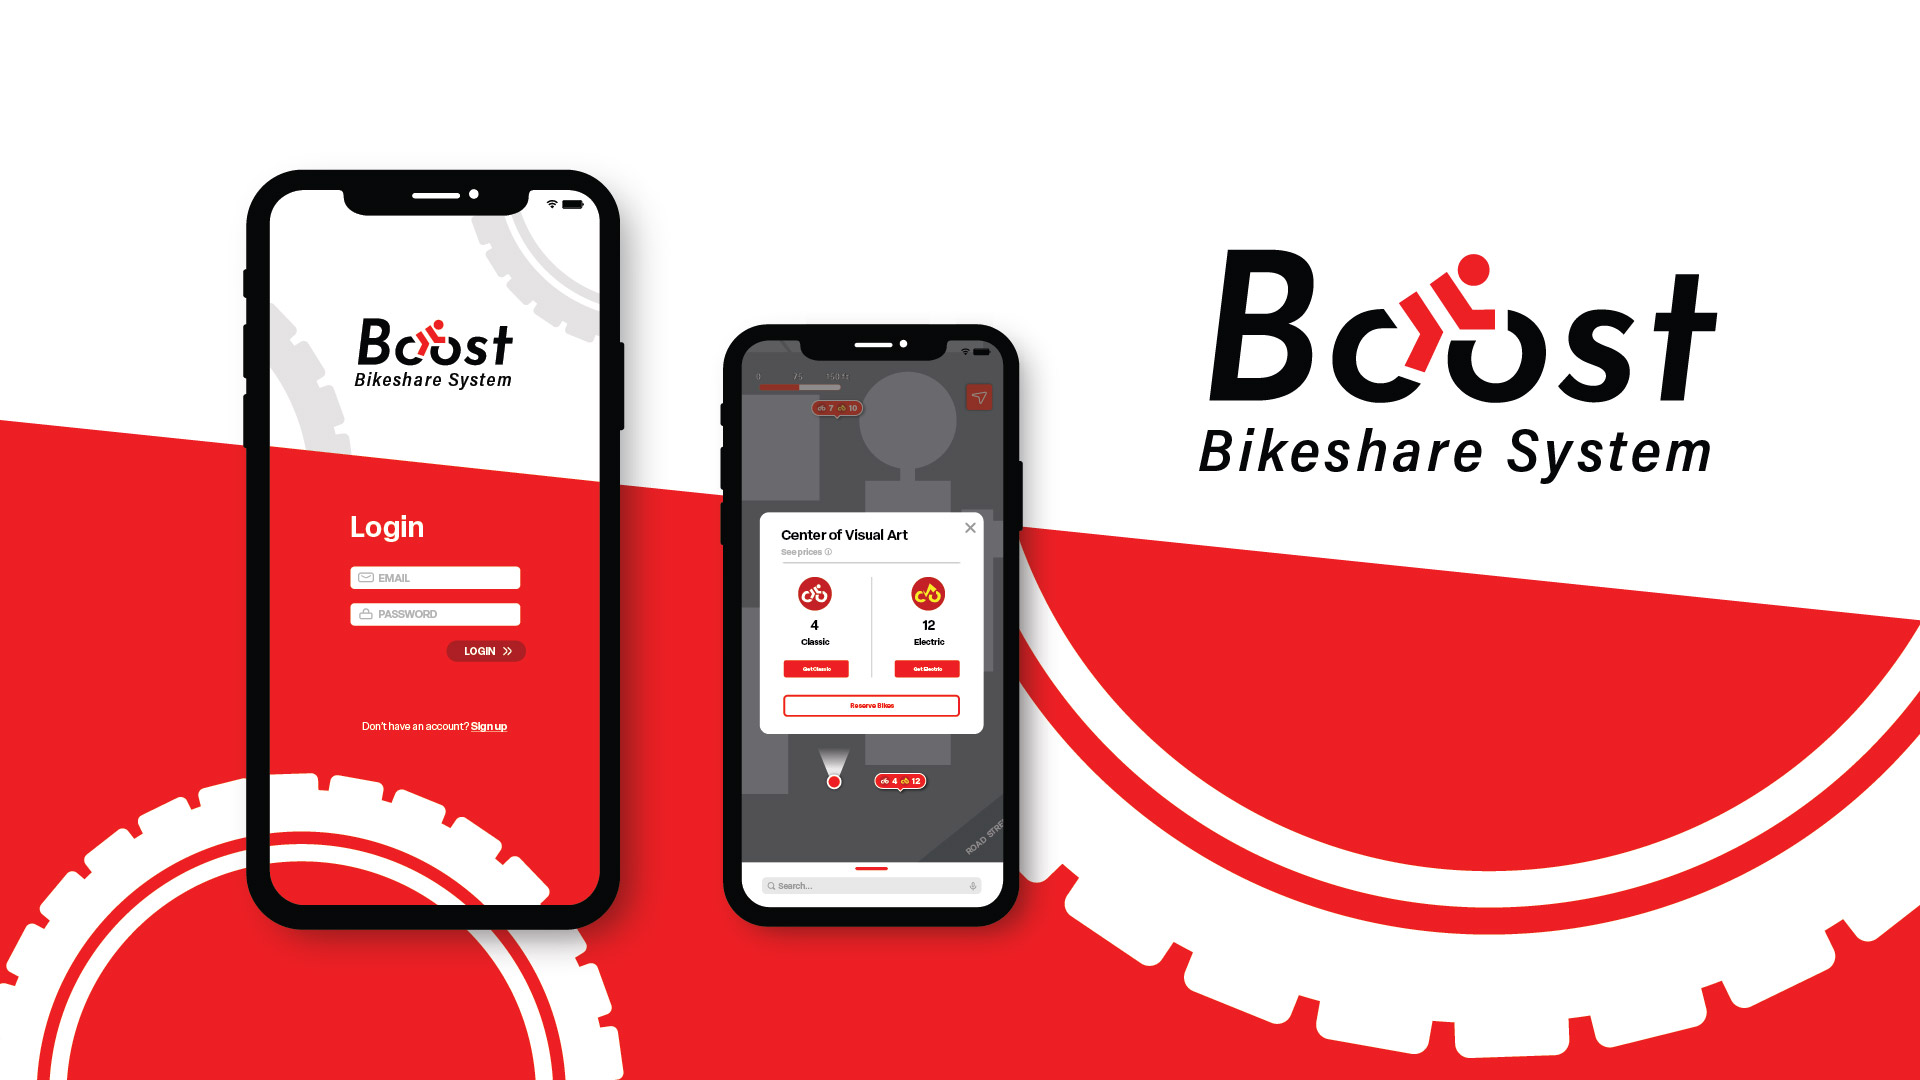 Boost
Bikeshare System
Login
EMAIL
PASSWORD
LOGIN
Don't have an account? Sign up
0 75 150 ft
7 10
Center of Visual Art
See prices
4
Classic
Get Classic
12
Electric
Get Electric
Reserve Bikes
4 12
Search...
Boost
Bikeshare System